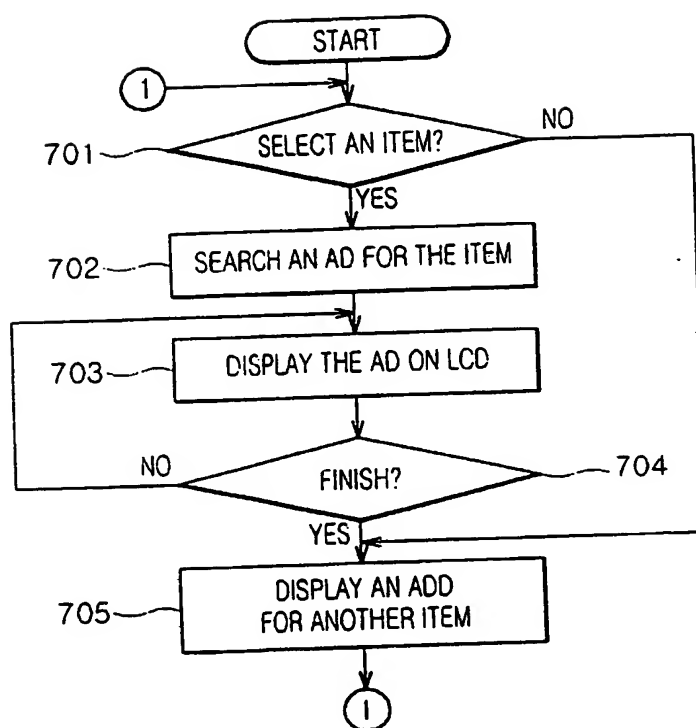 START
1
701
SELECT AN ITEM?
NO
YES
702
SEARCH AN AD FOR THE ITEM
703
DISPLAY THE AD ON LCD
NO
FINISH?
704
YES
705
DISPLAY AN ADD
FOR ANOTHER ITEM
1